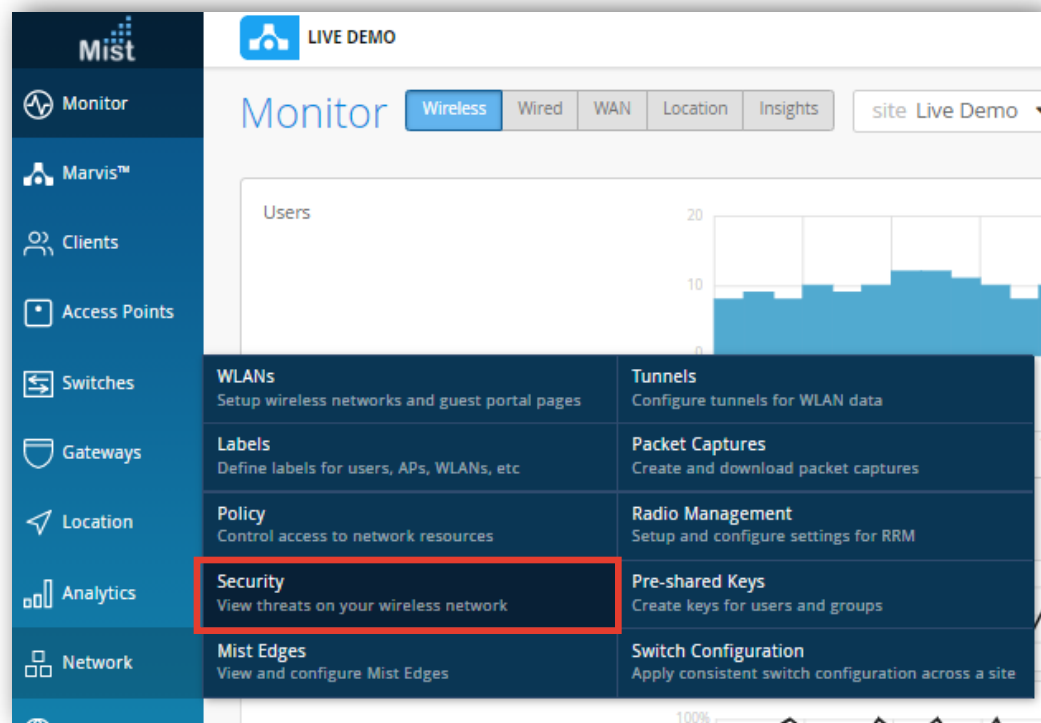 Mist
LIVE DEMO
Monitor
Marvis™
Clients
Access Points
Switches
Gateways
Location
Analytics
Network
Monitor
Wireless
Wired
WAN
Location
Insights
site Live Demo
Users
20
10
0
WLANs
Setup wireless networks and guest portal pages
Tunnels
Configure tunnels for WLAN data
Labels
Define labels for users, APs, WLANs, etc
Packet Captures
Create and download packet captures
Policy
Control access to network resources
Radio Management
Setup and configure settings for RRM
Security
View threats on your wireless network
Pre-shared Keys
Create keys for users and groups
Mist Edges
View and configure Mist Edges
Switch Configuration
Apply consistent switch configuration across a site
100%